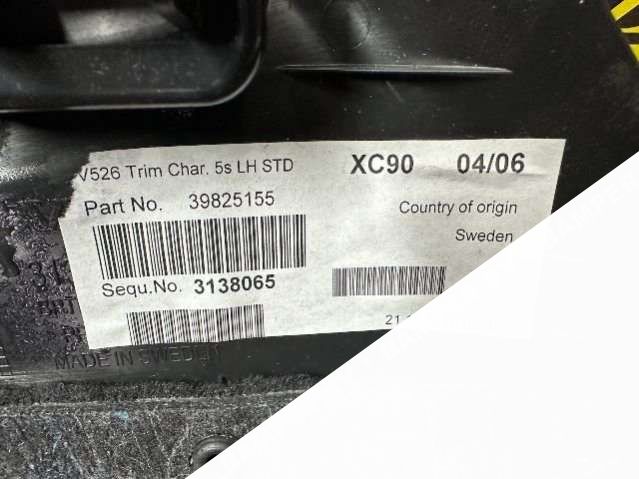 V526 Trim Char. 5s LH STD
XC90 04/06
Part No. 39825155
Country of origin
Sweden
Sequ.No. 3138065
21
MADE IN SWEDEN